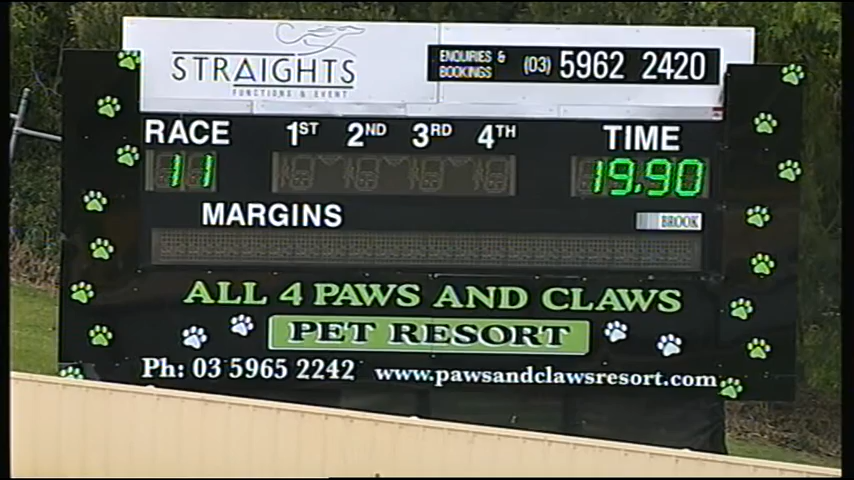 STRAIGHTS
FUNCTIONS & EVENT
ENQUIRIES & BOOKINGS (03) 5962 2420
RACE 1ST 2ND 3RD 4TH TIME
11 19.90
MARGINS BROOK
ALL 4 PAWS AND CLAWS
PET RESORT
Ph: 03 5965 2242 www.pawsandclawsresort.com